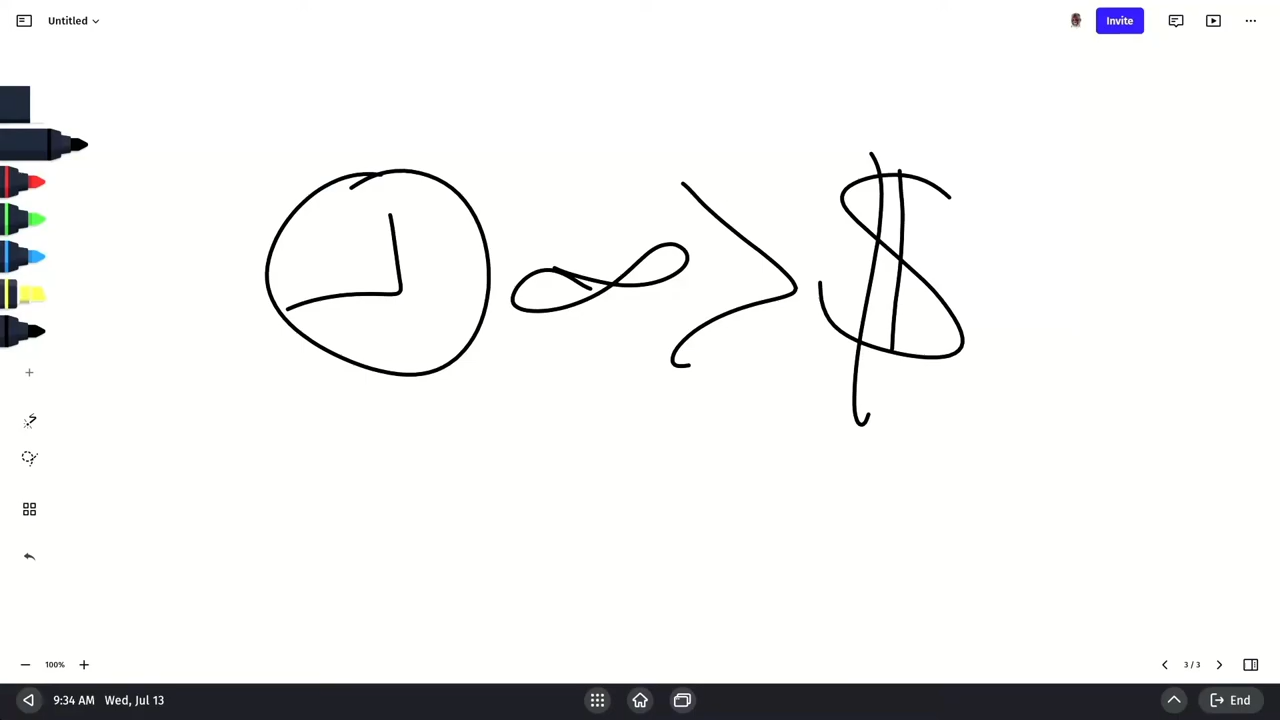 Untitled
Invite
∞ > $
100%
3 / 3
9:34 AM Wed, Jul 13
End